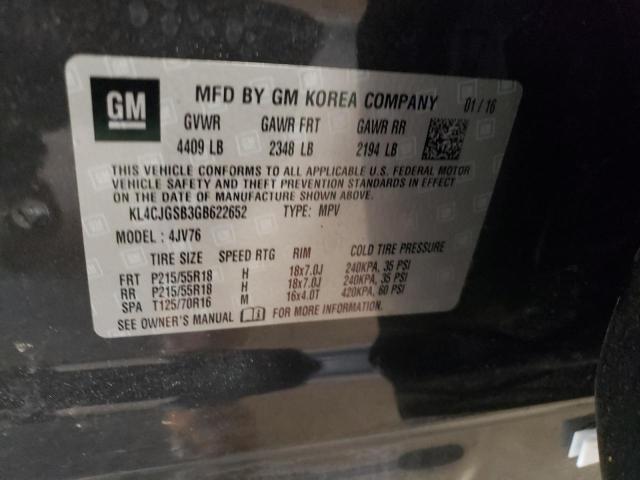 GM
MFD BY GM KOREA COMPANY 01/16
GVWR GAWR FRT GAWR RR
4409 LB 2348 LB 2194 LB
THIS VEHICLE CONFORMS TO ALL APPLICABLE U.S. FEDERAL MOTOR
VEHICLE SAFETY AND THEFT PREVENTION STANDARDS IN EFFECT
ON THE DATE OF MANUFACTURE SHOWN ABOVE.
KL4CJGSB3GB622652 TYPE: MPV
MODEL: 4JV76
TIRE SIZE SPEED RTG RIM COLD TIRE PRESSURE
FRT P215/55R18 H 18x7.0J 240KPA, 35 PSI
RR P215/55R18 H 18x7.0J 240KPA, 35 PSI
SPA T125/70R16 M 16x4.0T 420KPA, 60 PSI
SEE OWNER'S MANUAL FOR MORE INFORMATION.